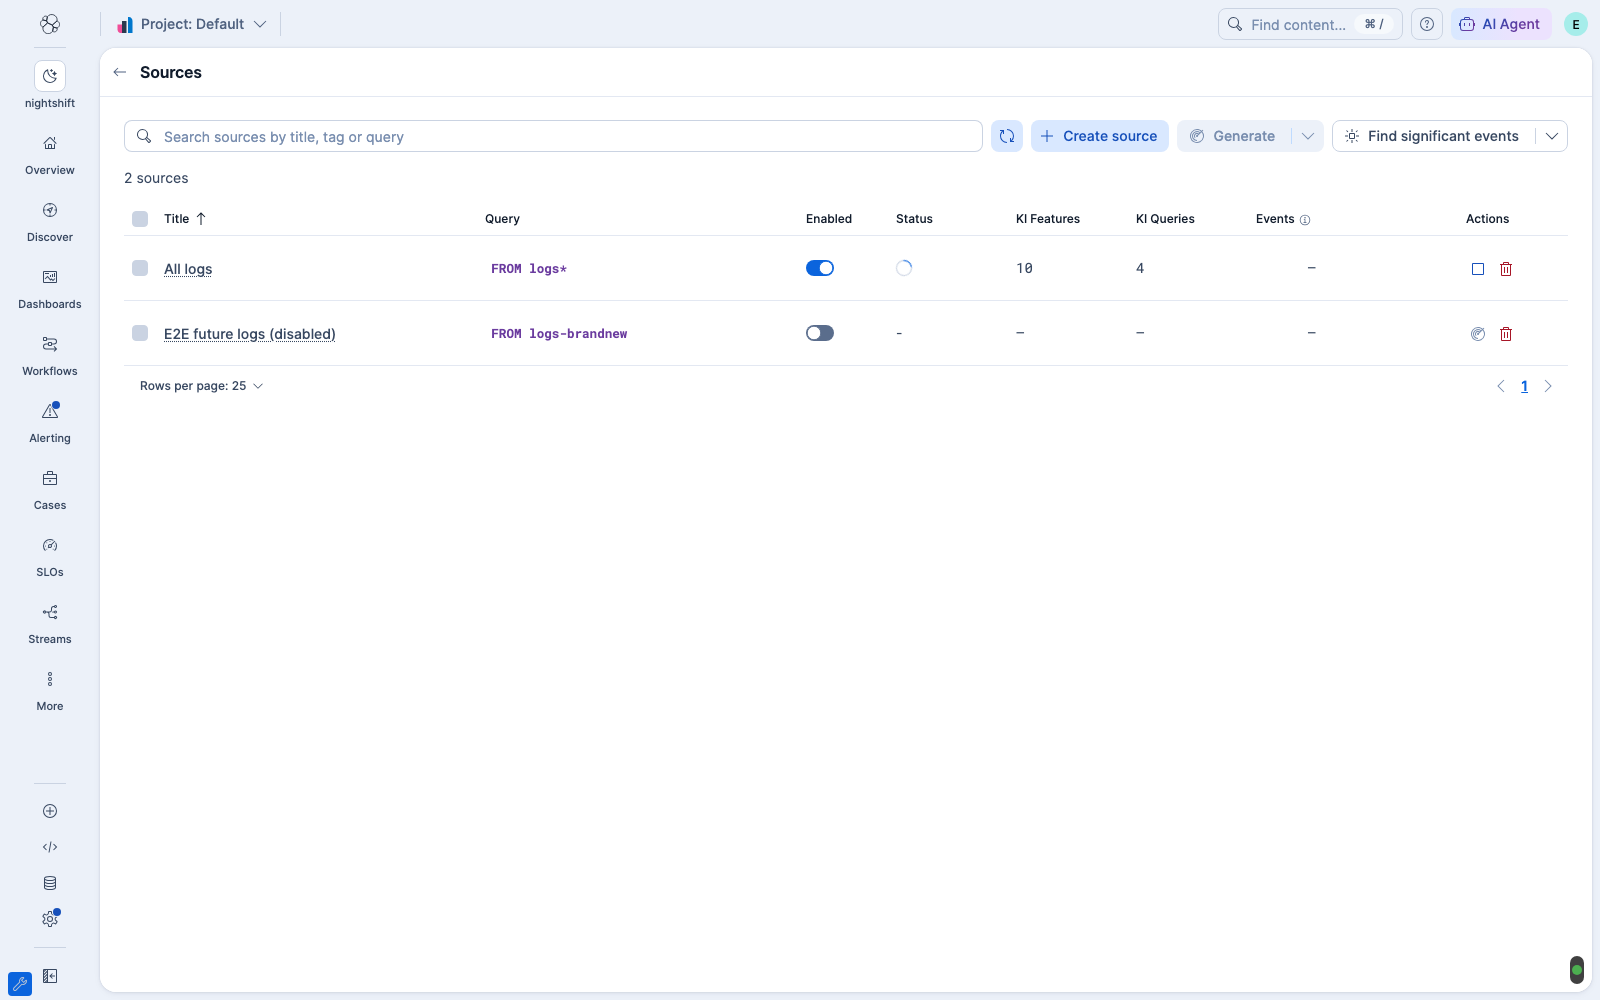 Project: Default
Find content...
⌘ /
AI Agent
E
nightshift
Overview
Discover
Dashboards
Workflows
Alerting
Cases
SLOs
Streams
More
Sources
Search sources by title, tag or query
Create source
Generate
Find significant events
2 sources
Title Query Enabled Status KI Features KI Queries Events Actions
All logs FROM logs* 10 4 –
E2E future logs (disabled) FROM logs-brandnew - – – –
Rows per page: 25
1